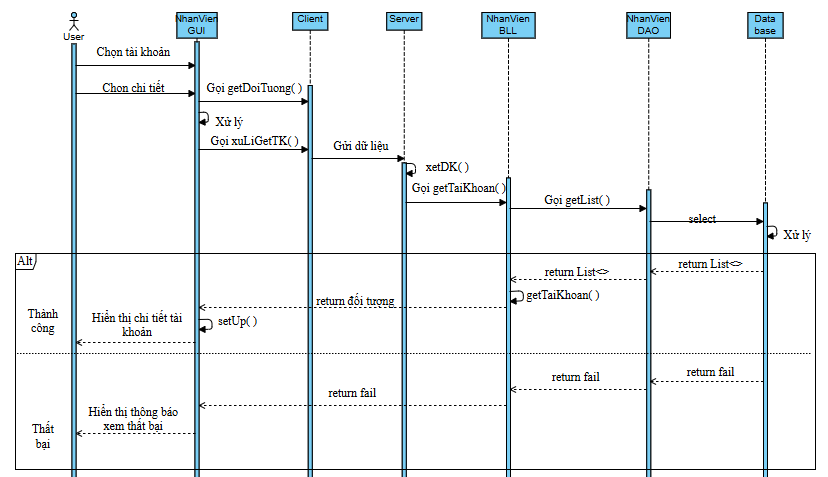 User
NhanVien
GUI
Client
Server
NhanVien
BLL
NhanVien
DAO
Data
base
Chọn tài khoản
Chon chi tiết
Gọi getDoiTuong( )
Xử lý
Gọi xuLiGetTK( )
Gửi dữ liệu
xetDK( )
Gọi getTaiKhoan( )
Gọi getList( )
select
Xử lý
Alt
return List<>
return List<>
getTaiKhoan( )
return đối tượng
Thành
công
Hiển thị chi tiết tài
khoản
setUp( )
return fail
return fail
return fail
Hiển thị thông báo
xem thất bại
Thất
bại